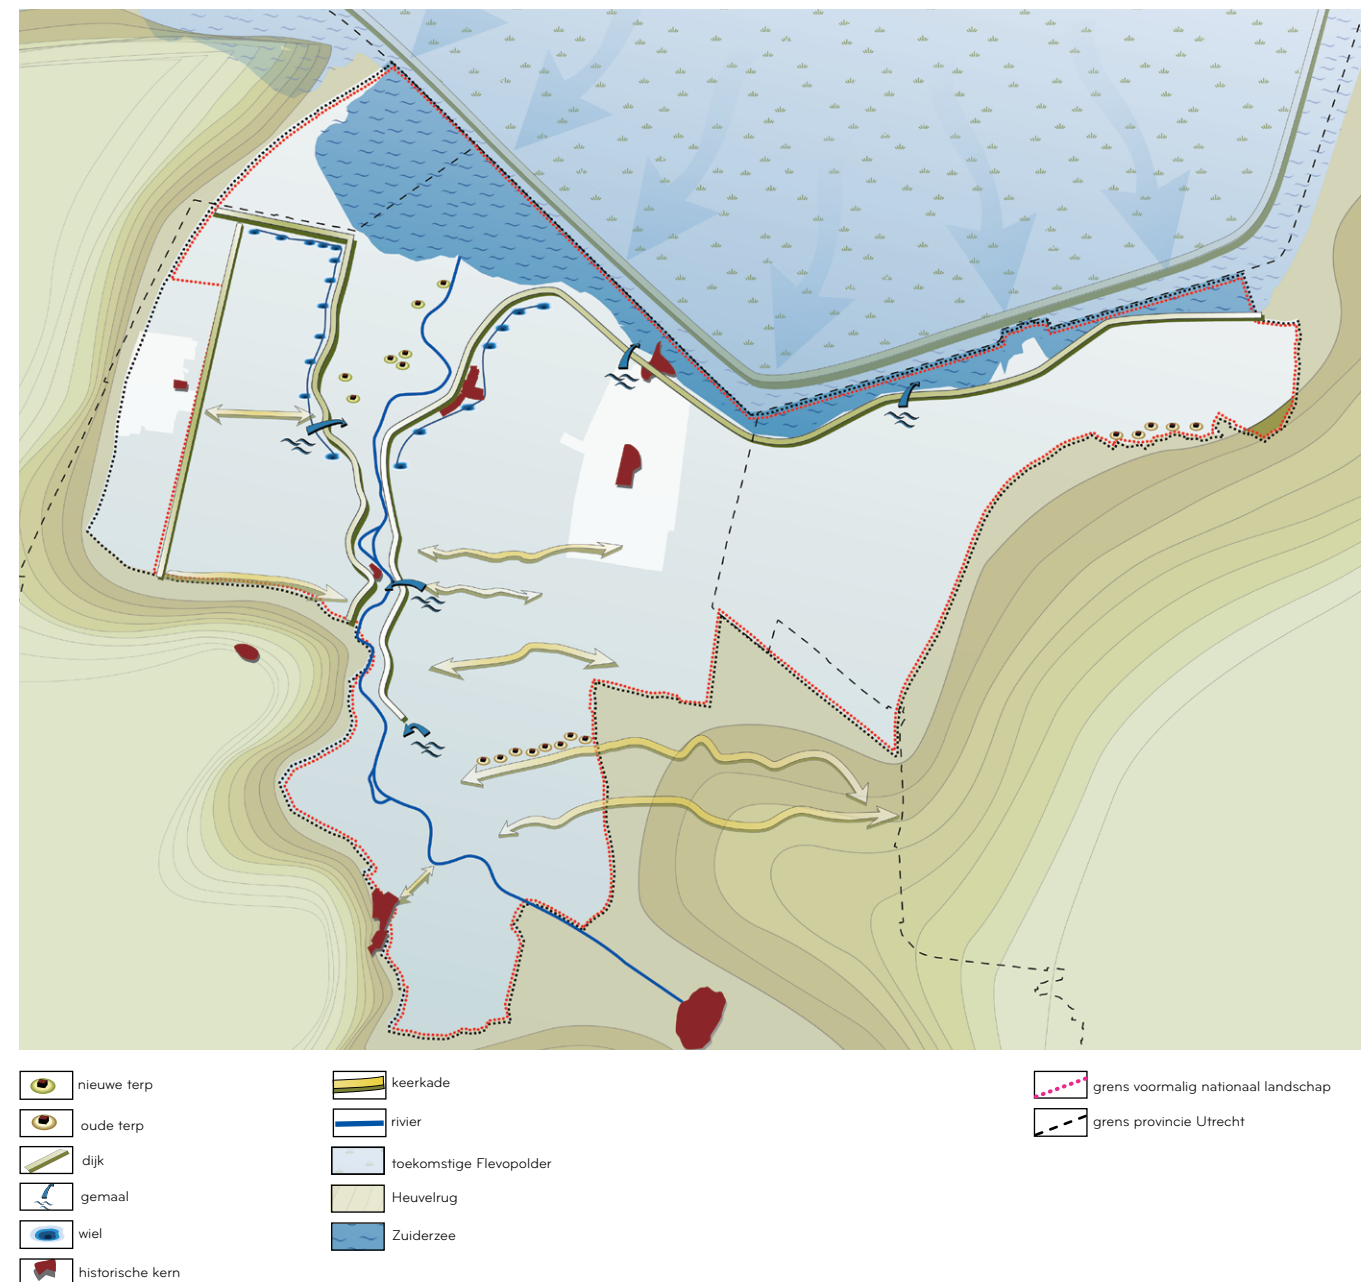 nieuwe terp
oude terp
dijk
gemaal
wiel
historische kern
keerkade
rivier
toekomstige Flevopolder
Heuvelrug
Zuiderzee
grens voormalig nationaal landschap
grens provincie Utrecht